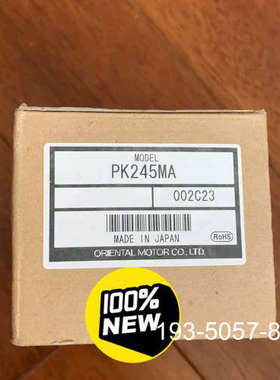 MODEL
PK245MA
002C23
MADE IN JAPAN
RoHS
ORIENTAL MOTOR CO., LTD.
100%
NEW
193-5057-8